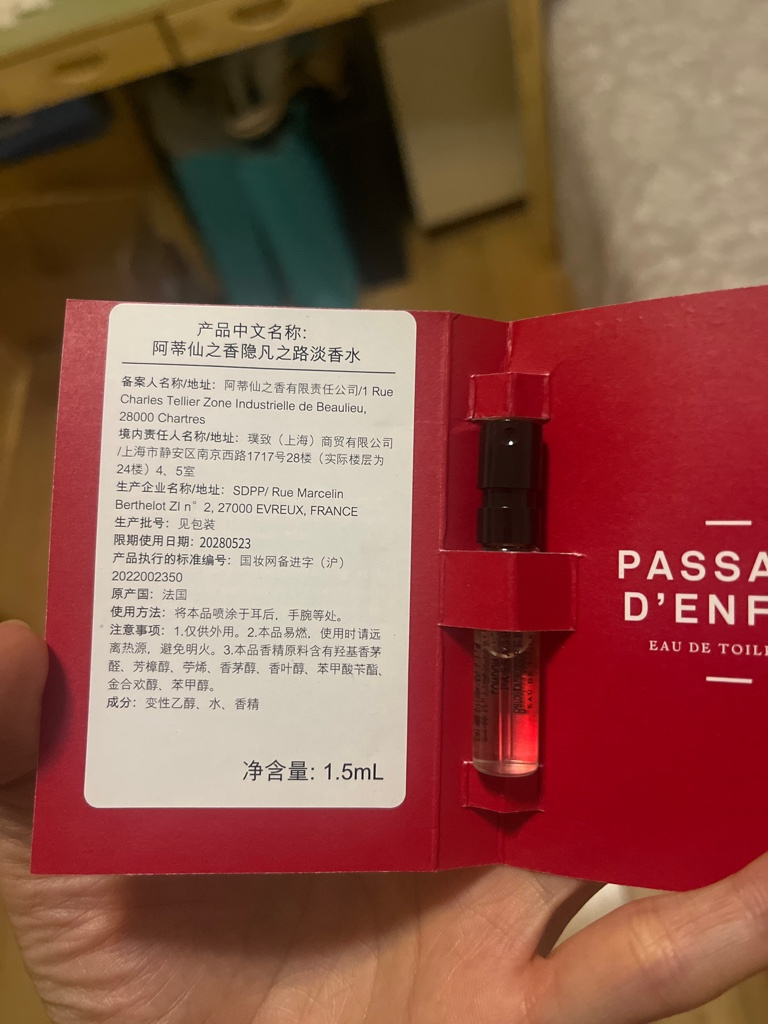 产品中文名称:
阿蒂仙之香隐凡之路淡香水
备案人名称/地址: 阿蒂仙之香有限责任公司/1 Rue
Charles Tellier Zone Industrielle de Beaulieu,
28000 Chartres
境内责任人名称/地址: 璞致（上海）商贸有限公司
/上海市静安区南京西路1717号28楼（实际楼层为
24楼）4、5室
生产企业名称/地址: SDPP/ Rue Marcelin
Berthelot ZI n° 2, 27000 EVREUX, FRANCE
生产批号: 见包装
限期使用日期: 20280523
产品执行的标准编号: 国妆网备进字（沪）
2022002350
原产国: 法国
使用方法: 将本品喷涂于耳后，手腕等处。
注意事项: 1.仅供外用。2.本品易燃，使用时请远
离热源，避免明火。3.本品香精原料含有羟基香茅
醛、芳樟醇、苧烯、香茅醇、香叶醇、苯甲酸苄酯、
金合欢醇、苯甲醇。
成分: 变性乙醇、水、香精
净含量: 1.5mL
PASSA
D'ENF
EAU DE TOIL